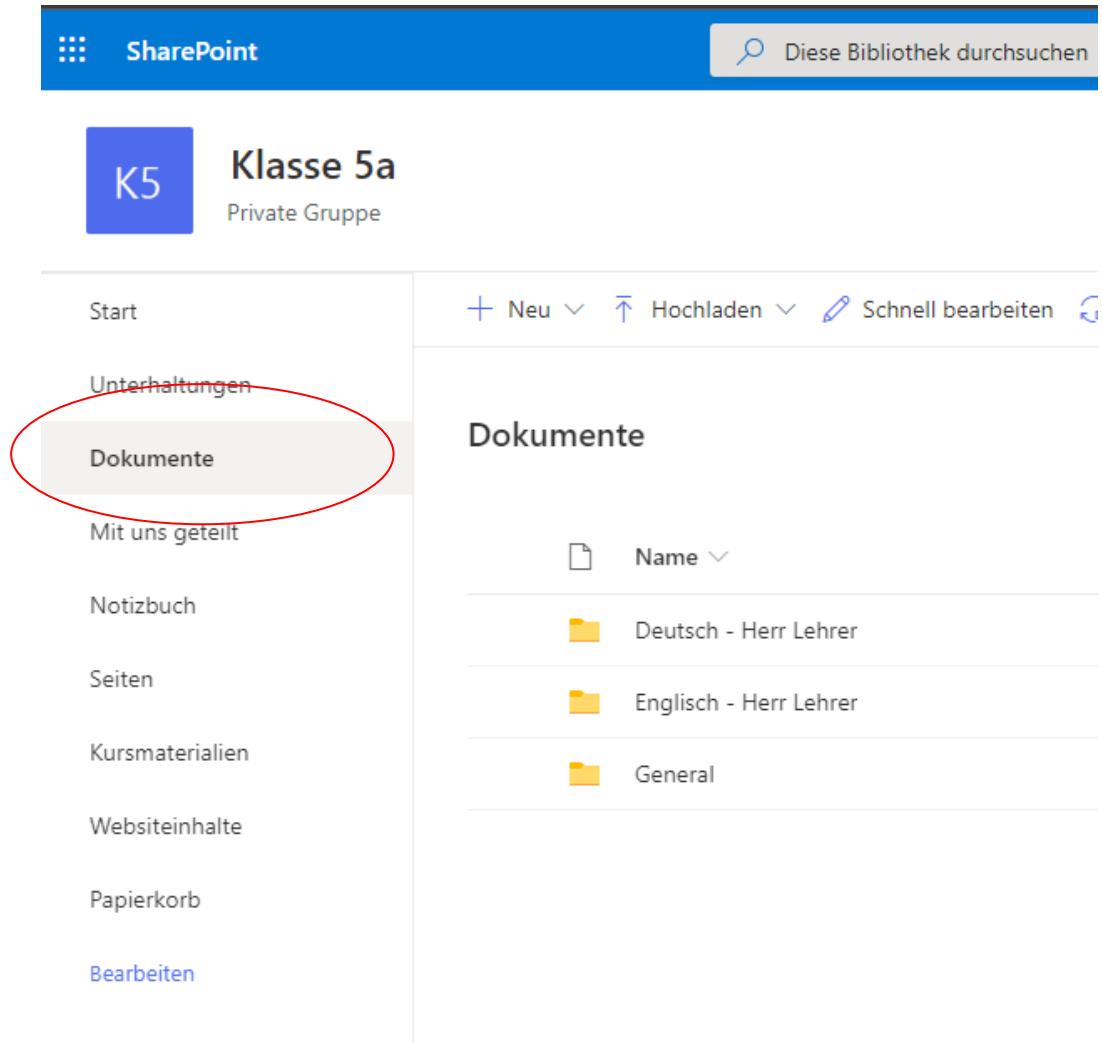 SharePoint
Diese Bibliothek durchsuchen
K5
Klasse 5a
Private Gruppe
Start
Unterhaltungen
Dokumente
Mit uns geteilt
Notizbuch
Seiten
Kursmaterialien
Websiteinhalte
Papierkorb
Bearbeiten
Neu
Hochladen
Schnell bearbeiten
Dokumente
Name
Deutsch - Herr Lehrer
Englisch - Herr Lehrer
General